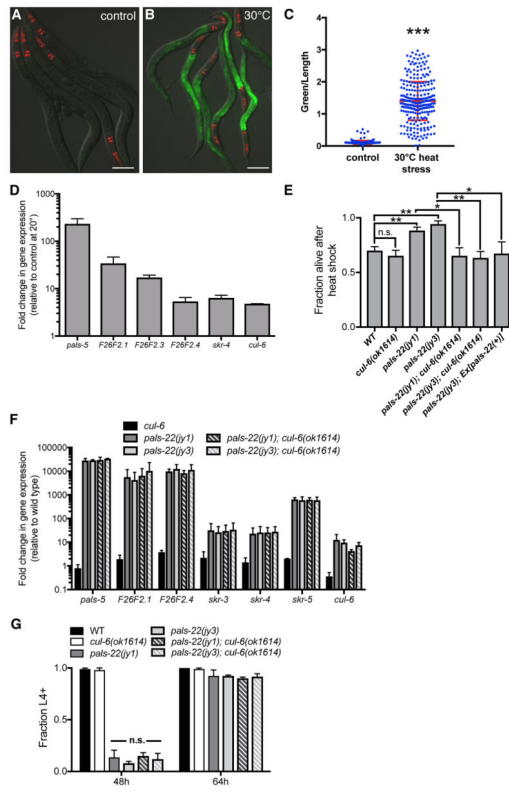 A control
B 30°C
C
Green/Length
4
3
2
1
0
***
control
30°C heat
stress
D
Fold change in gene expression
(relative to control at 20°)
1000
100
10
1
pals-5 F26F2.1 F26F2.3 F26F2.4 skr-4 cul-6
E
Fraction alive after
heat shock
1.0
0.5
0.0
n.s.
**
**
*
**
*
WT
cul-6(ok1614)
pals-22(jy1)
pals-22(jy3)
pals-22(jy1); cul-6(ok1614)
pals-22(jy3); cul-6(ok1614)
pals-22(jy3); Ex[pals-22(+)]
F
cul-6
pals-22(jy1) pals-22(jy1); cul-6(ok1614)
pals-22(jy3) pals-22(jy3); cul-6(ok1614)
Fold change in gene expression
(relative to wild type)
100000
10000
1000
100
10
1
0.1
pals-5 F26F2.1 F26F2.4 skr-3 skr-4 skr-5 cul-6
G
WT pals-22(jy3)
cul-6(ok1614) pals-22(jy1); cul-6(ok1614)
pals-22(jy1) pals-22(jy3); cul-6(ok1614)
Fraction L4+
1.0
0.5
0.0
n.s.
48h 64h